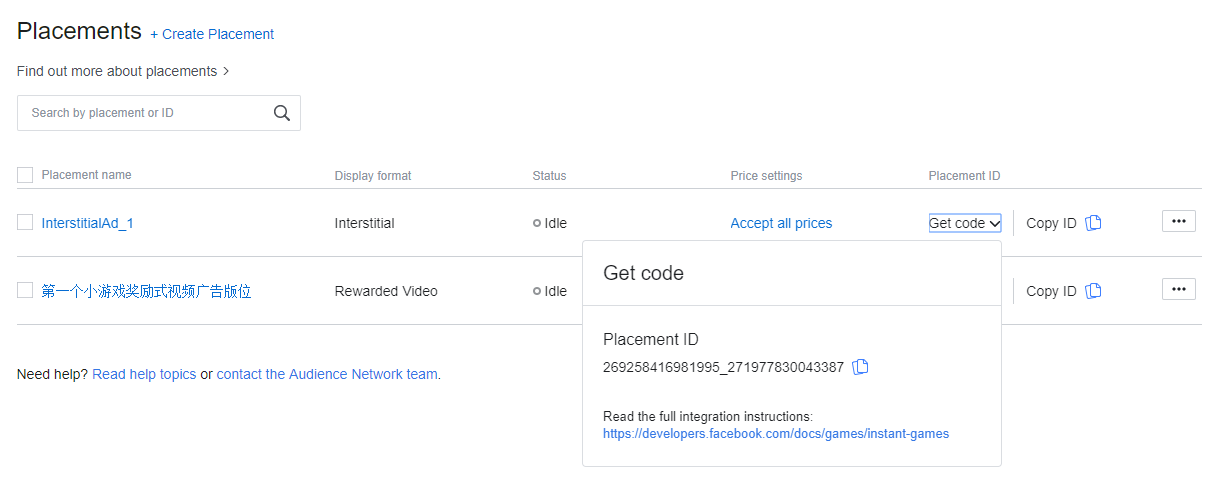 Placements + Create Placement
Find out more about placements >
Search by placement or ID
Placement name Display format Status Price settings Placement ID
InterstitialAd_1 Interstitial Idle Accept all prices Get code Copy ID •••
第一个小游戏奖励式视频广告版位 Rewarded Video Idle Copy ID •••
Get code
Placement ID
269258416981995_271977830043387
Read the full integration instructions:
https://developers.facebook.com/docs/games/instant-games
Need help? Read help topics or contact the Audience Network team.